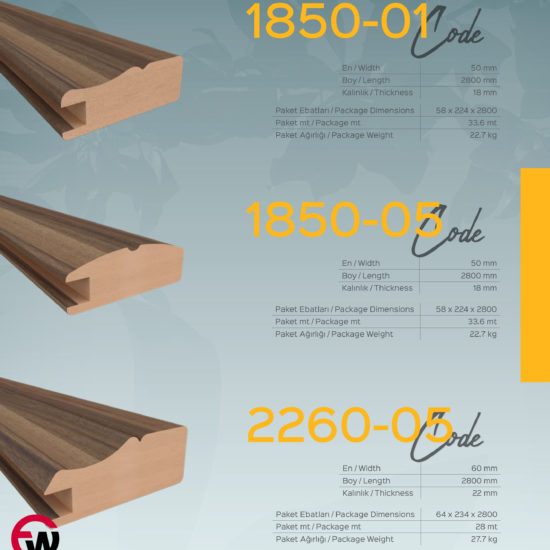 1850-01 Code
En / Width 50 mm
Boy / Length 2800 mm
Kalınlık / Thickness 18 mm
Paket Ebatları / Package Dimensions 58 x 224 x 2800
Paket mt / Package mt 33.6 mt
Paket Ağırlığı / Package Weight 22.7 kg
1850-05 Code
En / Width 50 mm
Boy / Length 2800 mm
Kalınlık / Thickness 18 mm
Paket Ebatları / Package Dimensions 58 x 224 x 2800
Paket mt / Package mt 33.6 mt
Paket Ağırlığı / Package Weight 22.7 kg
2260-05 Code
En / Width 60 mm
Boy / Length 2800 mm
Kalınlık / Thickness 22 mm
Paket Ebatları / Package Dimensions 64 x 234 x 2800
Paket mt / Package mt 28 mt
Paket Ağırlığı / Package Weight 27.7 kg